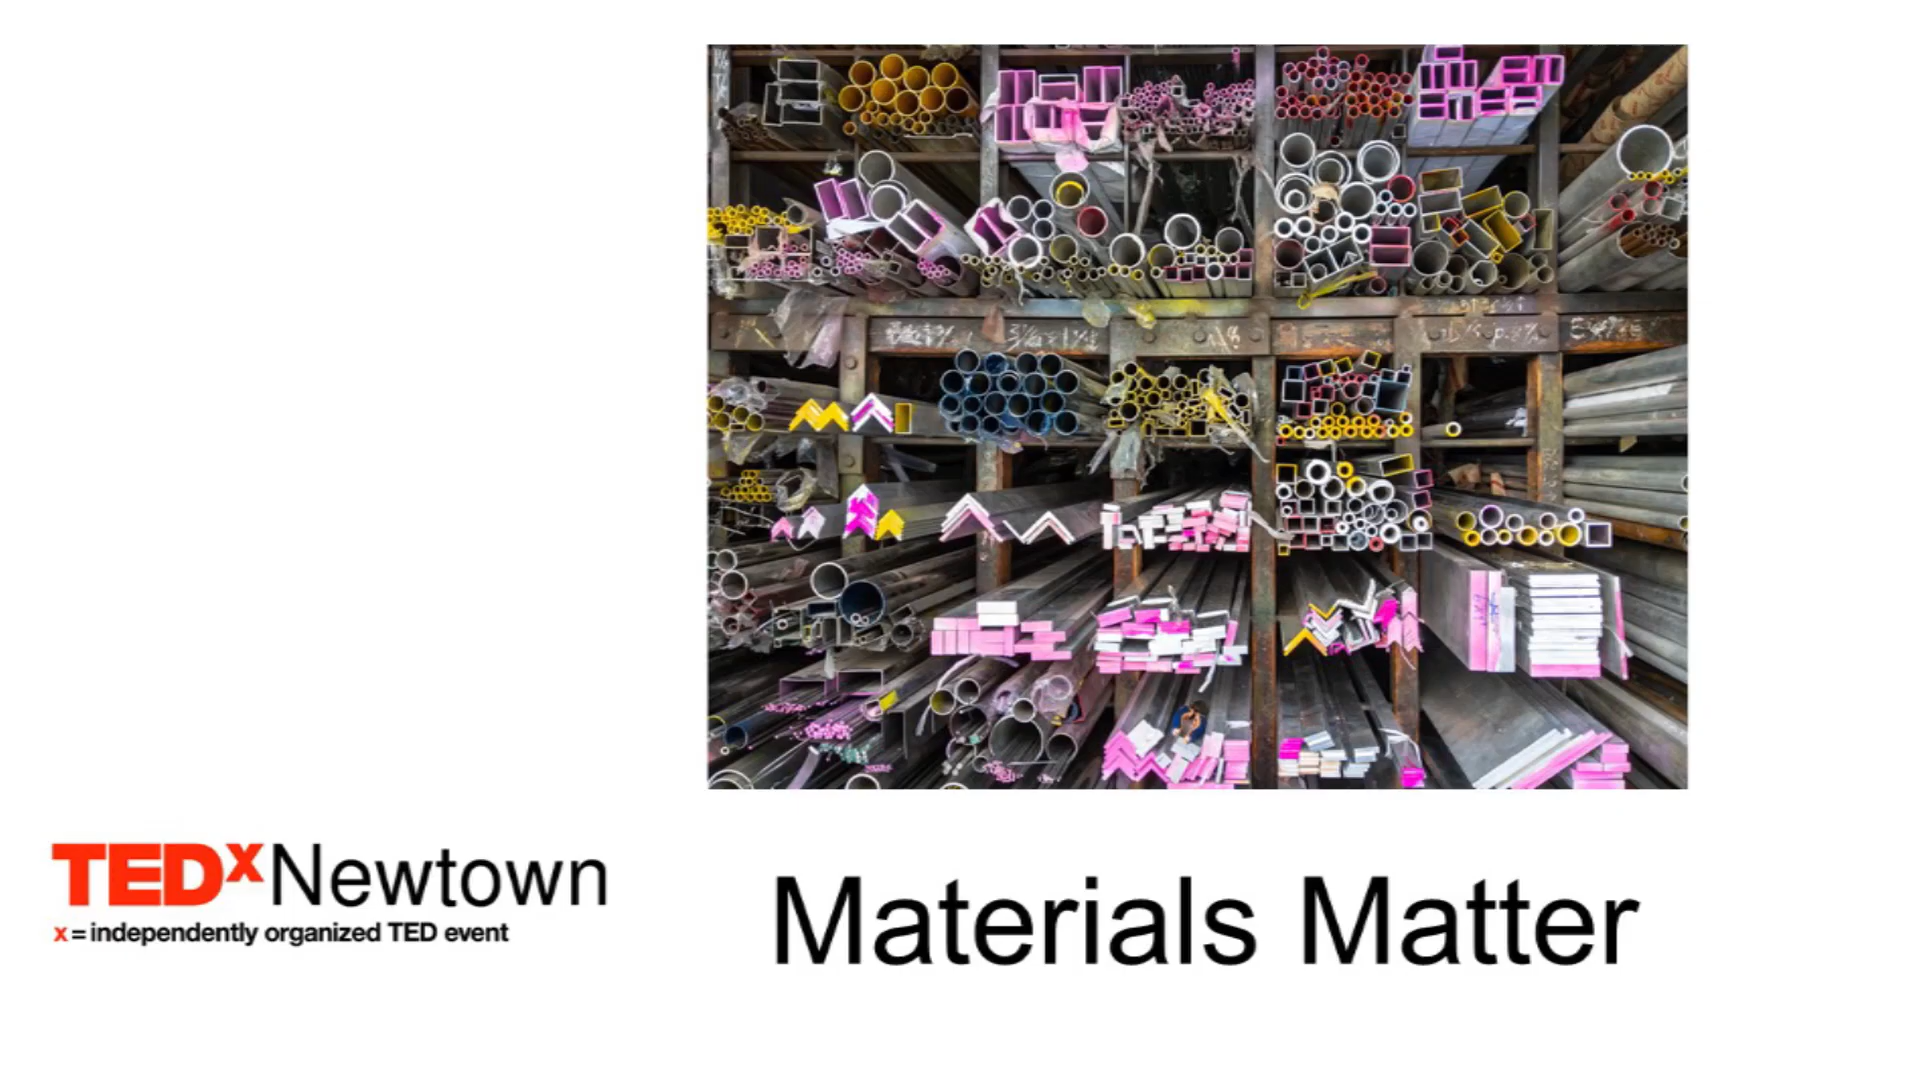 TEDxNewtown
x = independently organized TED event
Materials Matter